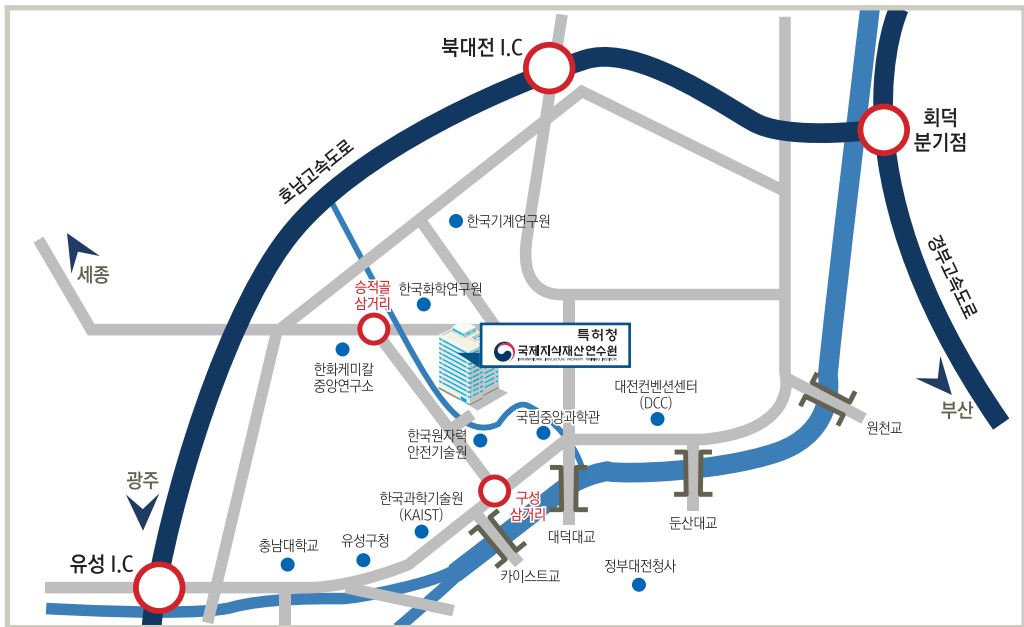 북대전 I.C
회덕
분기점
호남고속도로
한국기계연구원
경부고속도로
세종
승적골
삼거리
한국화학연구원
특허청
국제지식재산연수원
INTERNATIONAL INTELLECTUAL PROPERTY TRAINING INSTITUTE
한화케미칼
중앙연구소
대전컨벤션센터
(DCC)
부산
국립중앙과학관
원천교
한국원자력
안전기술원
광주
한국과학기술원
(KAIST)
구성
삼거리
둔산대교
대덕대교
충남대학교
유성구청
유성 I.C
카이스트교
정부대전청사